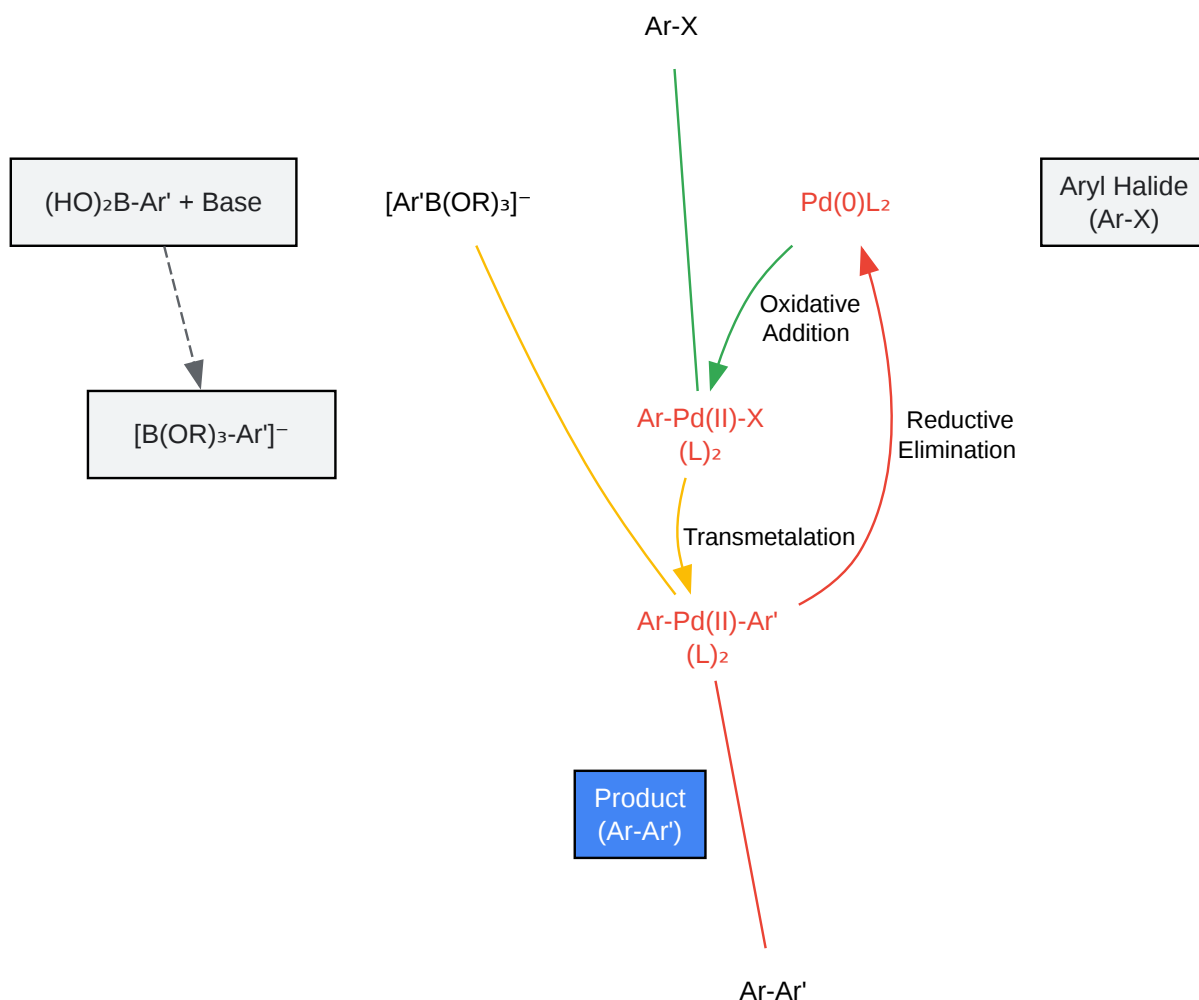 Ar-X
(HO)₂B-Ar' + Base
[Ar'B(OR)₃]⁻
Pd(0)L₂
Aryl Halide
(Ar-X)
Oxidative
Addition
[B(OR)₃-Ar']⁻
Ar-Pd(II)-X
(L)₂
Reductive
Elimination
Transmetalation
Ar-Pd(II)-Ar'
(L)₂
Product
(Ar-Ar')
Ar-Ar'